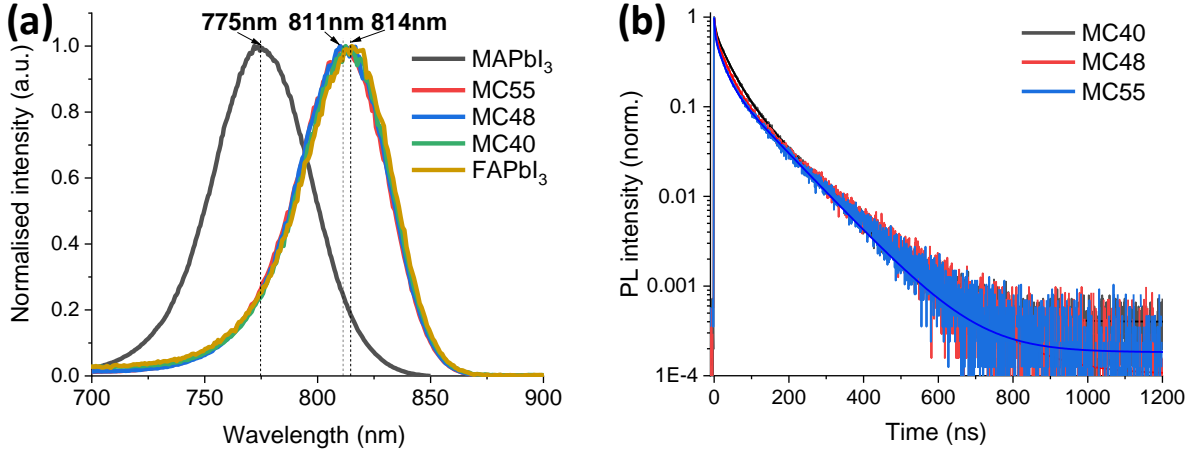 (a)
775nm 811nm 814nm
Normalised intensity (a.u.)
1.0
0.8
0.6
0.4
0.2
0.0
MAPbI₃
MC55
MC48
MC40
FAPbI₃
700 750 800 850 900
Wavelength (nm)
(b)
PL intensity (norm.)
1
0.1
0.01
0.001
1E-4
MC40
MC48
MC55
0 200 400 600 800 1000 1200
Time (ns)